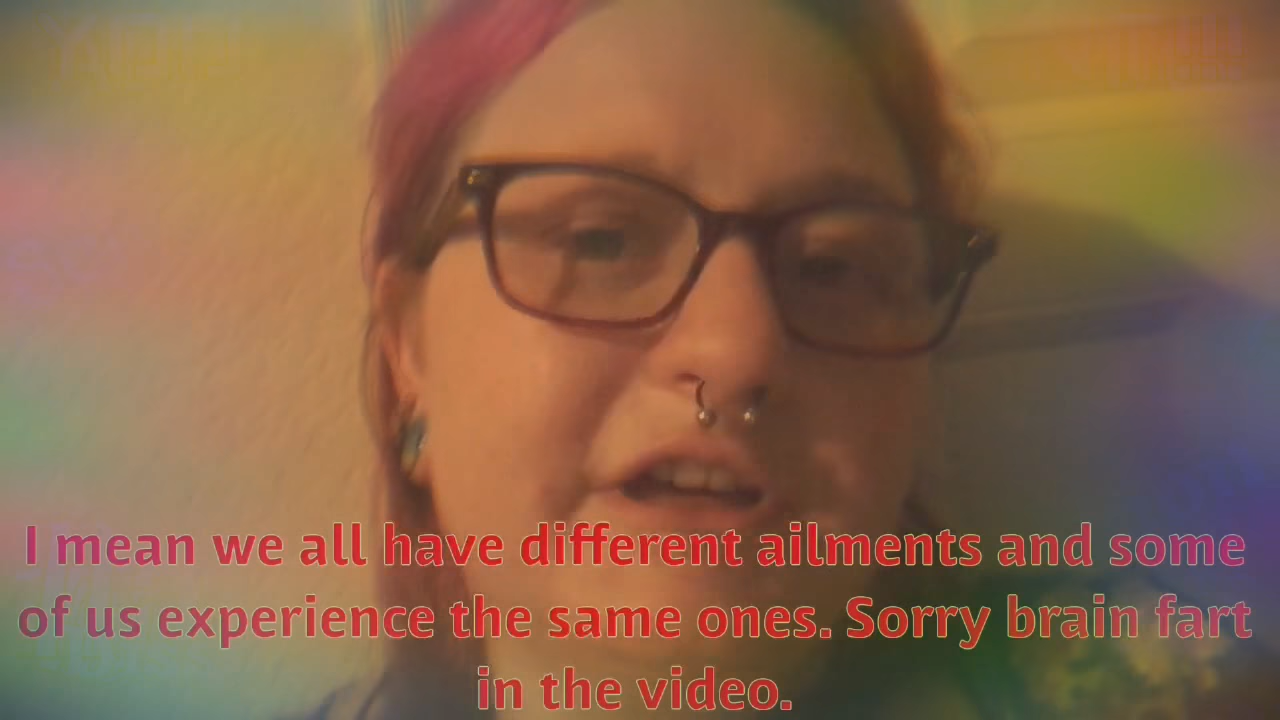 I mean we all have different ailments and some
of us experience the same ones. Sorry brain fart
in the video.